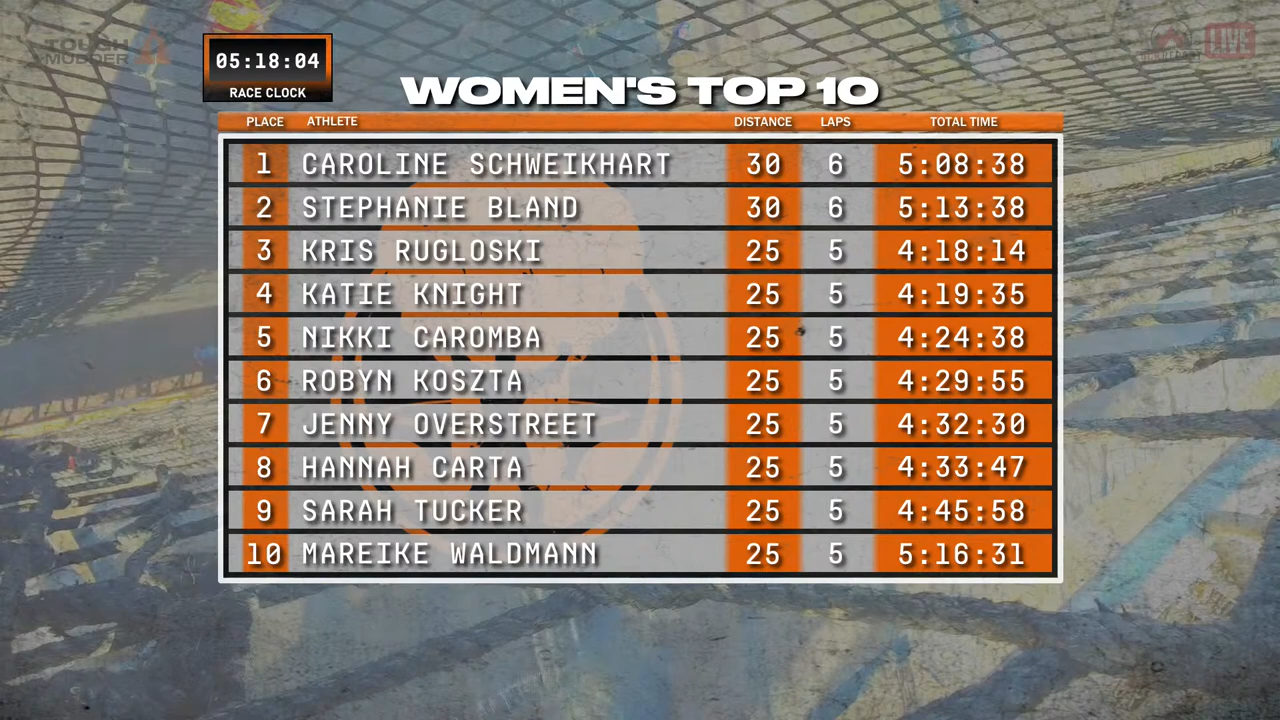 TOUGH
MUDDER
05:18:04
RACE CLOCK
LIVE
WOMEN'S TOP 10
PLACE ATHLETE DISTANCE LAPS TOTAL TIME
1 CAROLINE SCHWEIKHART 30 6 5:08:38
2 STEPHANIE BLAND 30 6 5:13:38
3 KRIS RUGLOSKI 25 5 4:18:14
4 KATIE KNIGHT 25 5 4:19:35
5 NIKKI CAROMBA 25 5 4:24:38
6 ROBYN KOSZTA 25 5 4:29:55
7 JENNY OVERSTREET 25 5 4:32:30
8 HANNAH CARTA 25 5 4:33:47
9 SARAH TUCKER 25 5 4:45:58
10 MAREIKE WALDMANN 25 5 5:16:31